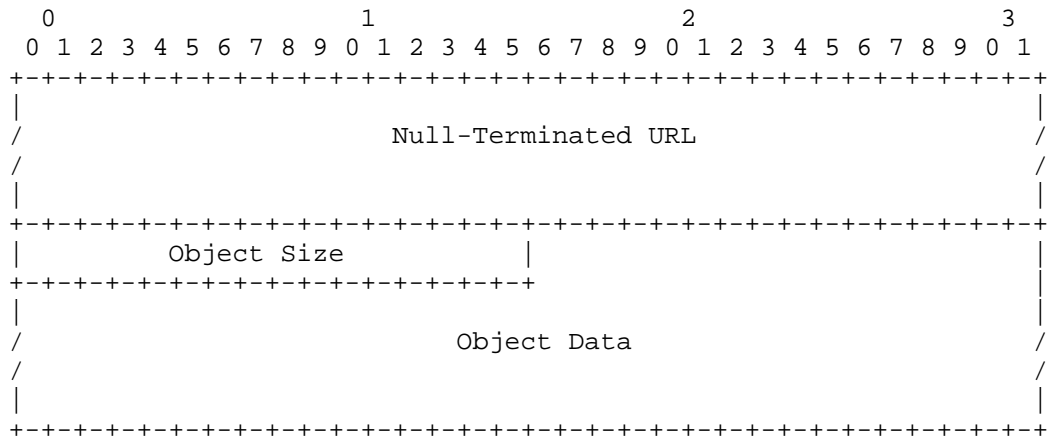 0 1 2 3
0 1 2 3 4 5 6 7 8 9 0 1 2 3 4 5 6 7 8 9 0 1 2 3 4 5 6 7 8 9 0 1
+-+-+-+-+-+-+-+-+-+-+-+-+-+-+-+-+-+-+-+-+-+-+-+-+-+-+-+-+-+-+-+-+
| |
/ Null-Terminated URL /
/ /
| |
+-+-+-+-+-+-+-+-+-+-+-+-+-+-+-+-+-+-+-+-+-+-+-+-+-+-+-+-+-+-+-+-+
| Object Size | |
+-+-+-+-+-+-+-+-+-+-+-+-+-+-+-+-+ |
| |
/ Object Data /
/ /
| |
+-+-+-+-+-+-+-+-+-+-+-+-+-+-+-+-+-+-+-+-+-+-+-+-+-+-+-+-+-+-+-+-+